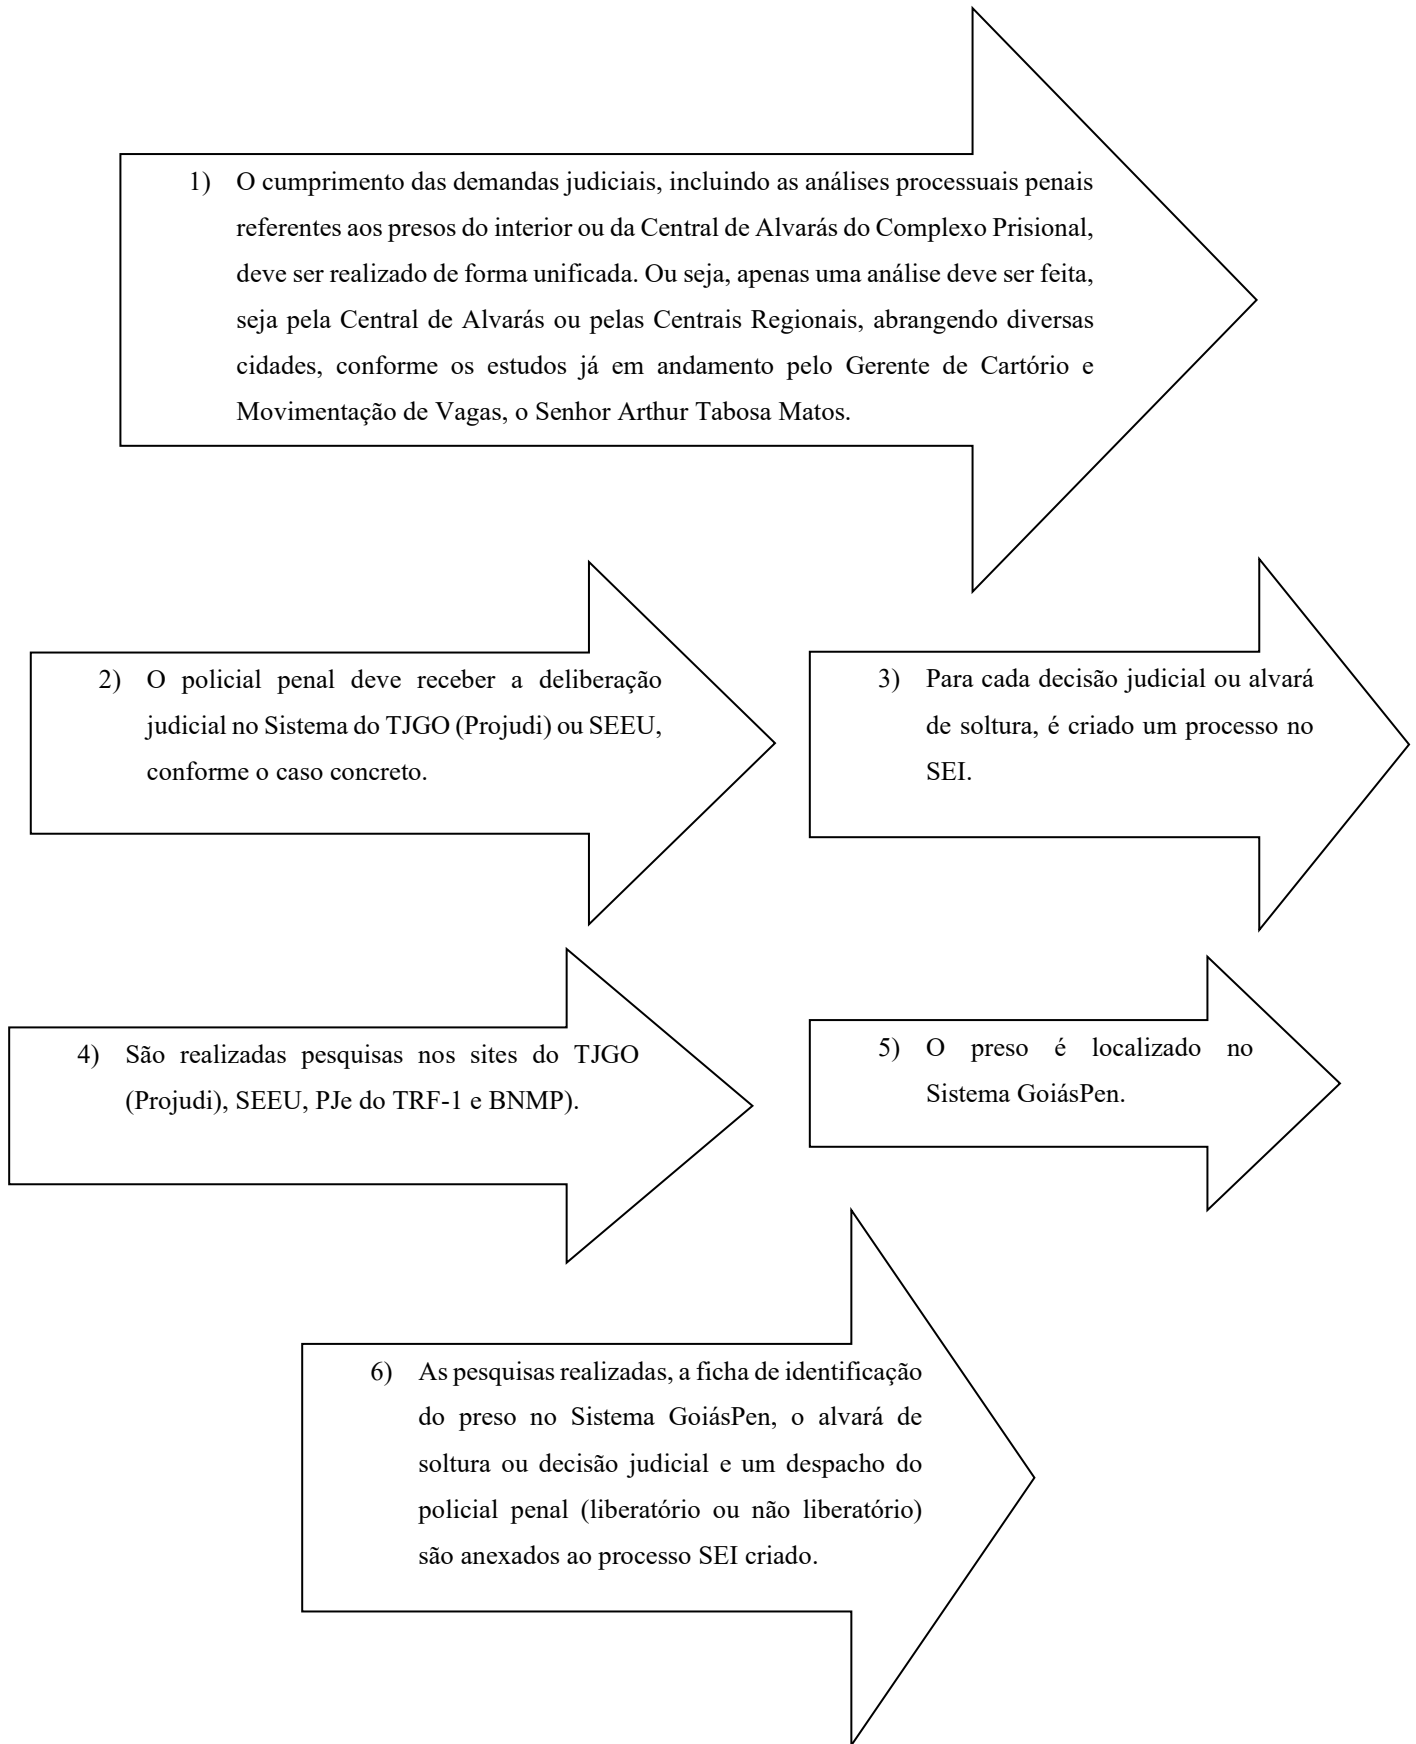 1) O cumprimento das demandas judiciais, incluindo as análises processuais penais
referentes aos presos do interior ou da Central de Alvarás do Complexo Prisional,
deve ser realizado de forma unificada. Ou seja, apenas uma análise deve ser feita,
seja pela Central de Alvarás ou pelas Centrais Regionais, abrangendo diversas
cidades, conforme os estudos já em andamento pelo Gerente de Cartório e
Movimentação de Vagas, o Senhor Arthur Tabosa Matos.
2) O policial penal deve receber a deliberação
judicial no Sistema do TJGO (Projudi) ou SEEU,
conforme o caso concreto.
3) Para cada decisão judicial ou alvará
de soltura, é criado um processo no
SEI.
4) São realizadas pesquisas nos sites do TJGO
(Projudi), SEEU, PJe do TRF-1 e BNMP).
5) O preso é localizado no
Sistema GoiásPen.
6) As pesquisas realizadas, a ficha de identificação
do preso no Sistema GoiásPen, o alvará de
soltura ou decisão judicial e um despacho do
policial penal (liberatório ou não liberatório)
são anexados ao processo SEI criado.